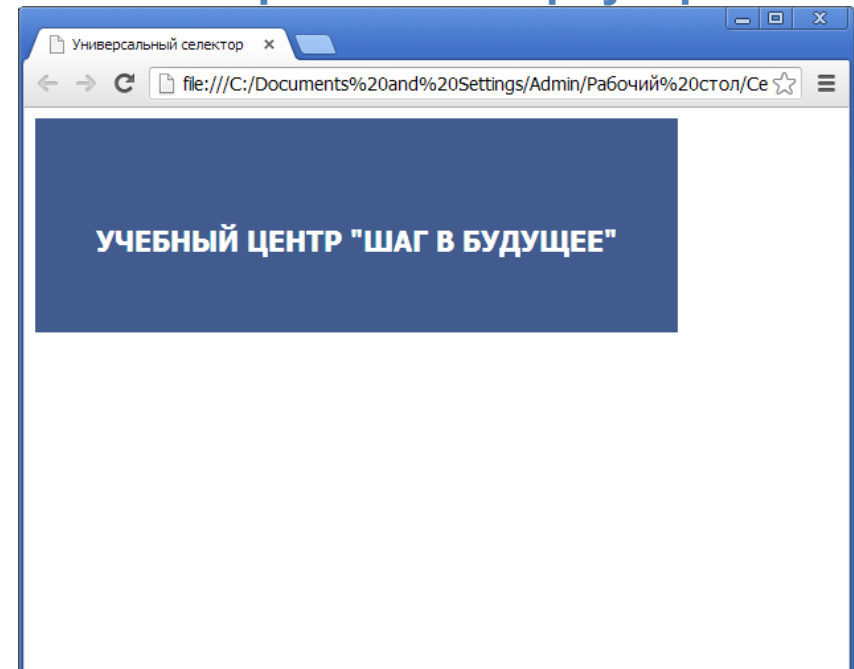 Универсальный селектор
file:///C:/Documents%20and%20Settings/Admin/Рабочий%20стол/Се
УЧЕБНЫЙ ЦЕНТР "ШАГ В БУДУЩЕЕ"